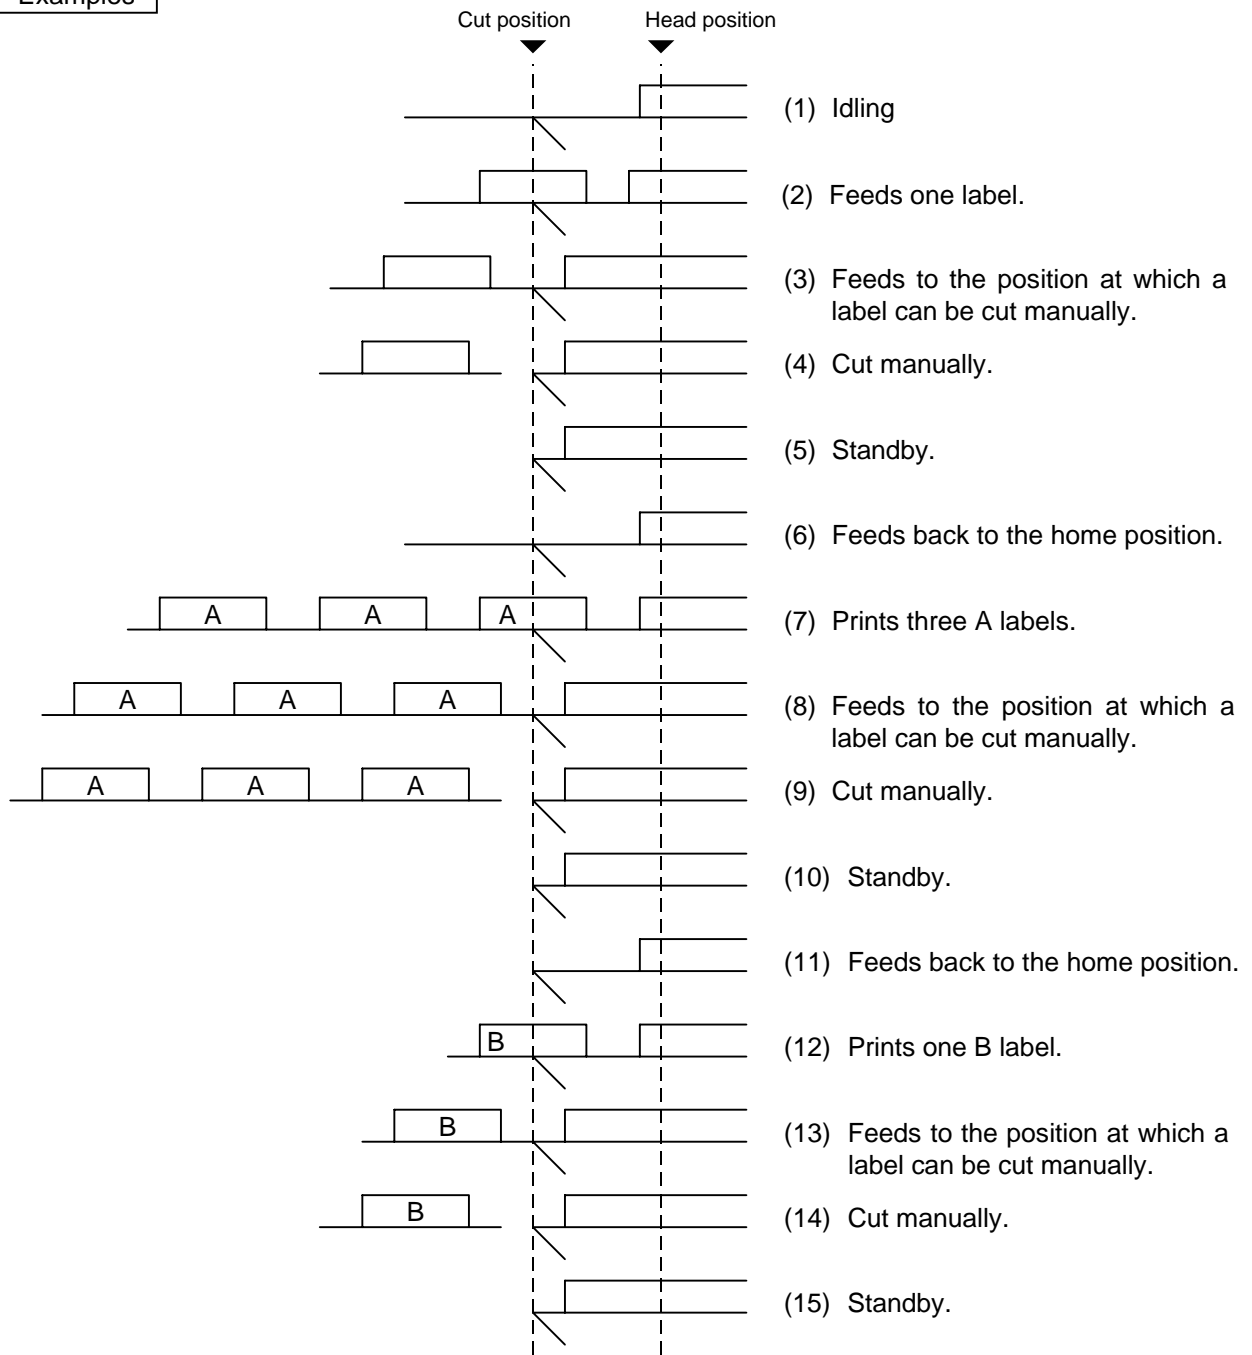 Examples
Cut position Head position
(1) Idling
(2) Feeds one label.
(3) Feeds to the position at which a
label can be cut manually.
(4) Cut manually.
(5) Standby.
(6) Feeds back to the home position.
A A A
(7) Prints three A labels.
A A A
(8) Feeds to the position at which a
label can be cut manually.
A A A
(9) Cut manually.
(10) Standby.
(11) Feeds back to the home position.
B
(12) Prints one B label.
B
(13) Feeds to the position at which a
label can be cut manually.
B
(14) Cut manually.
(15) Standby.